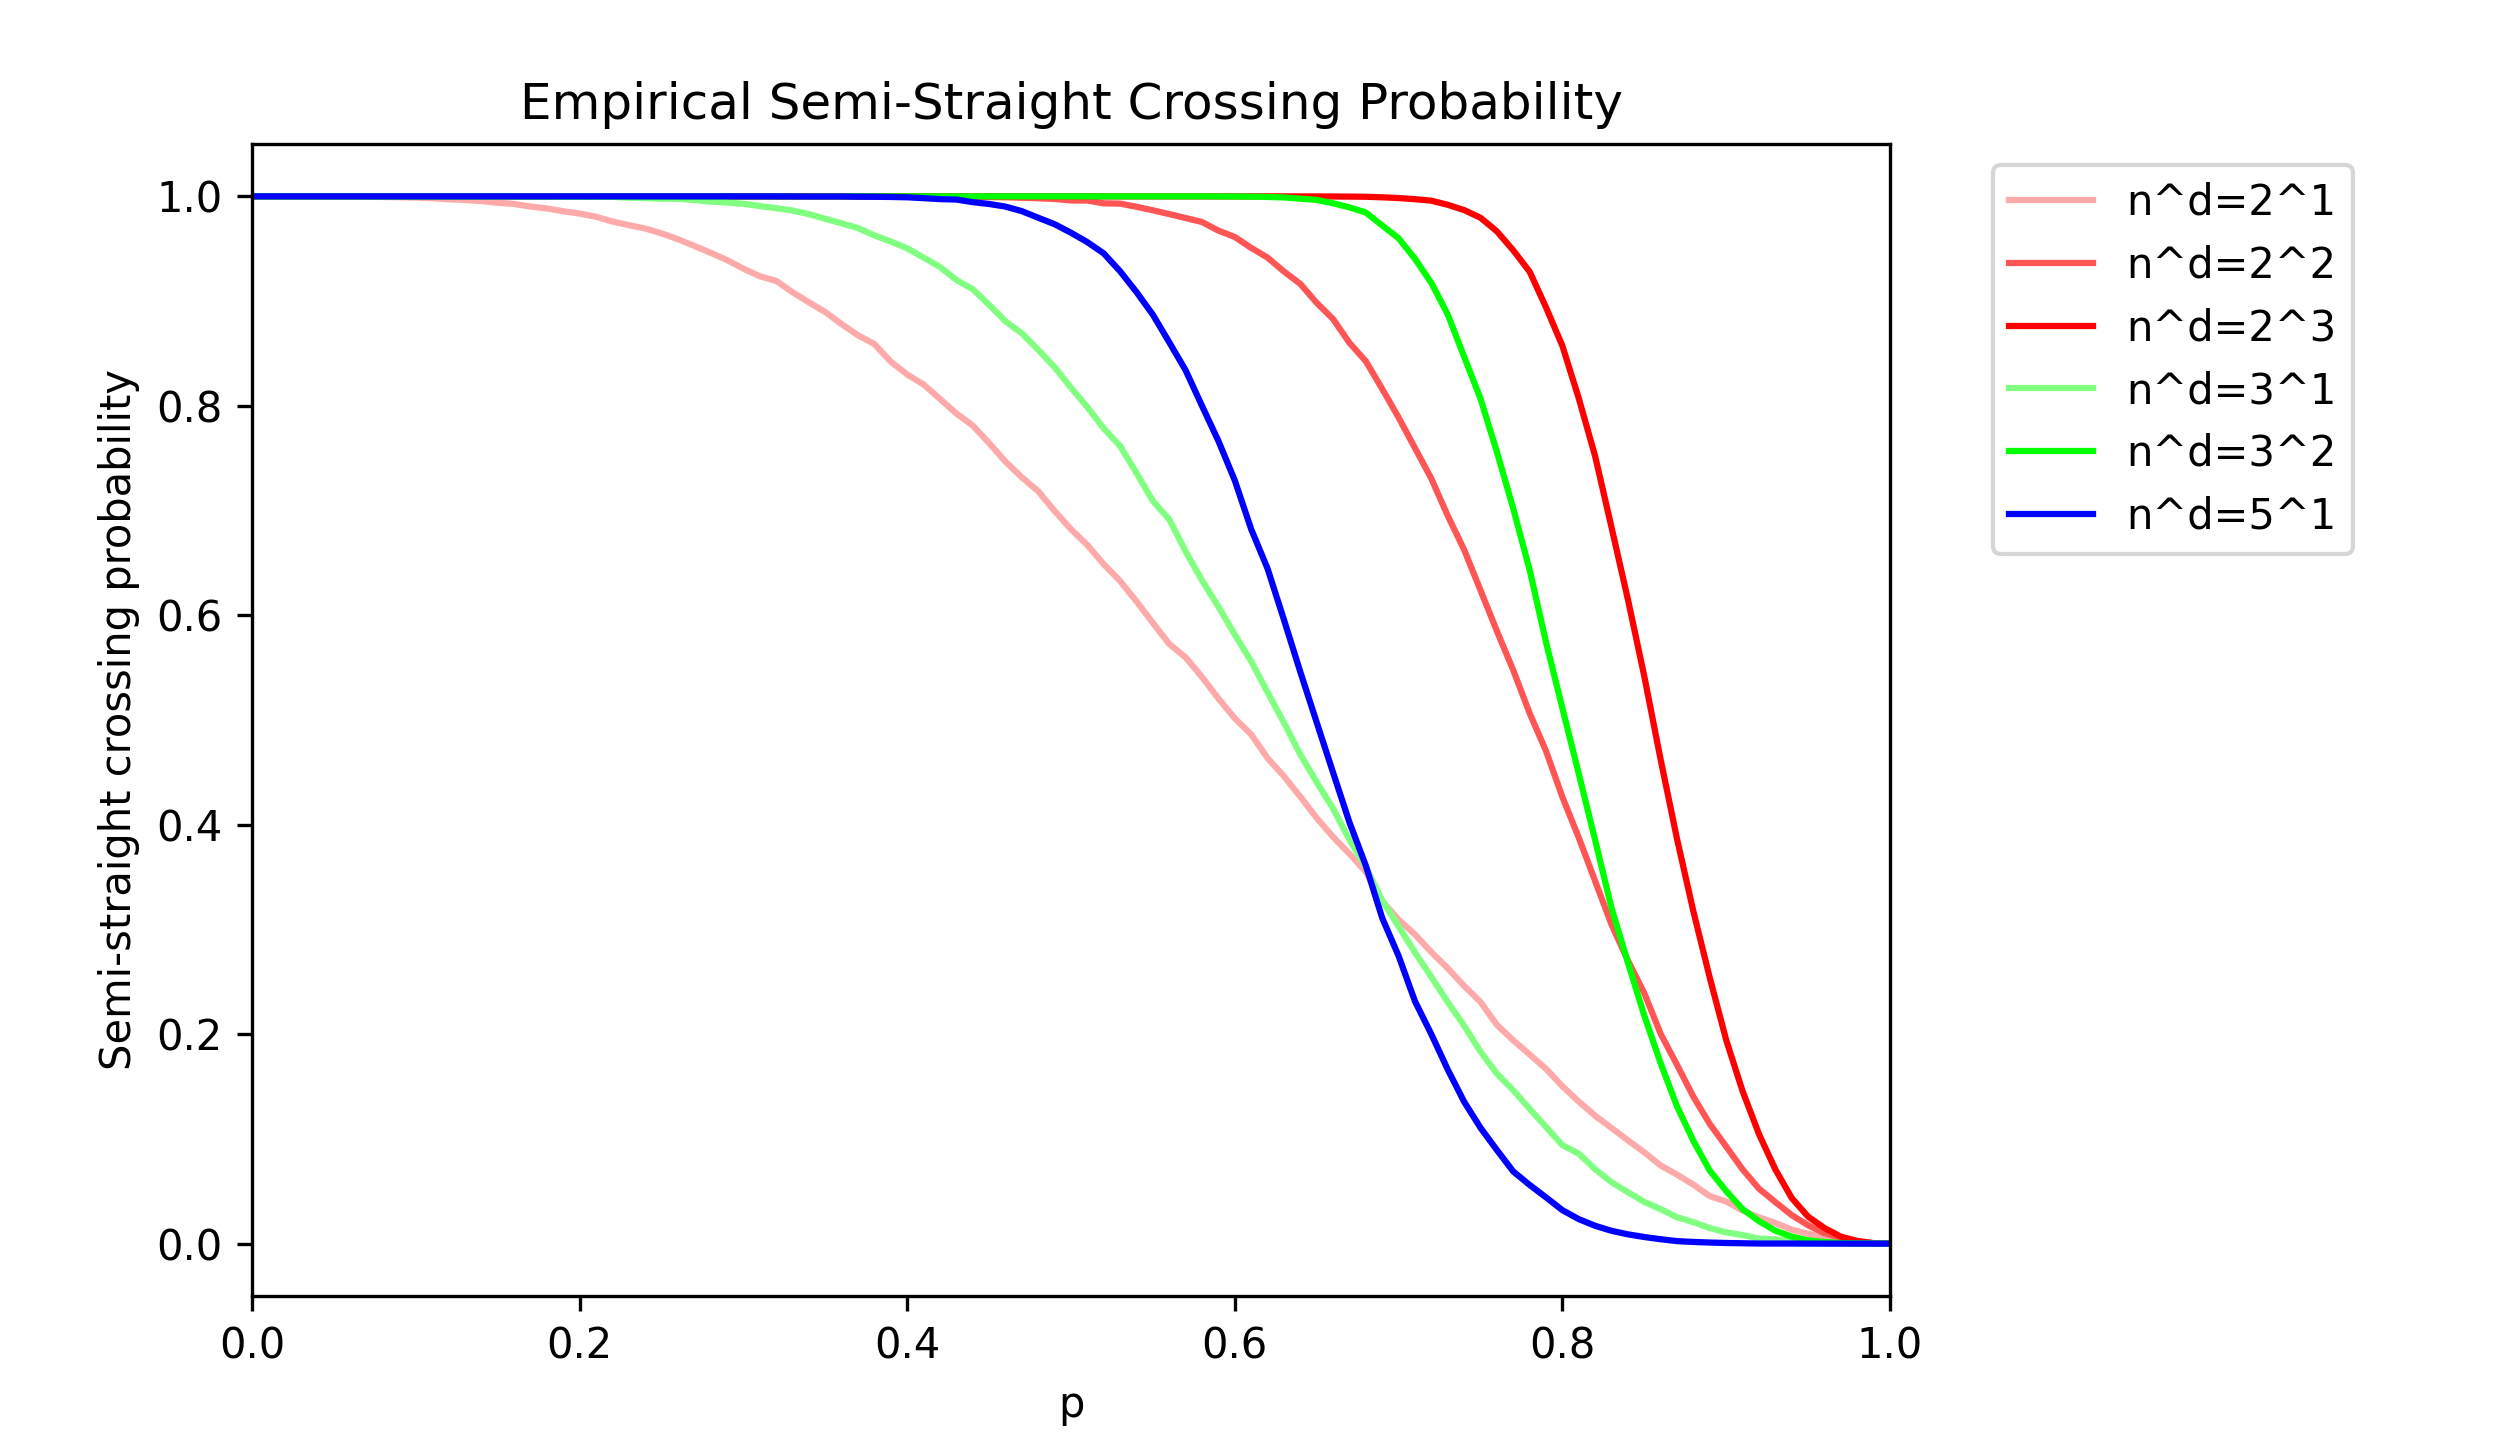 Empirical Semi-Straight Crossing Probability
Semi-straight crossing probability
1.0
0.8
0.6
0.4
0.2
0.0
0.0 0.2 0.4 0.6 0.8 1.0
p
n^d=2^1
n^d=2^2
n^d=2^3
n^d=3^1
n^d=3^2
n^d=5^1